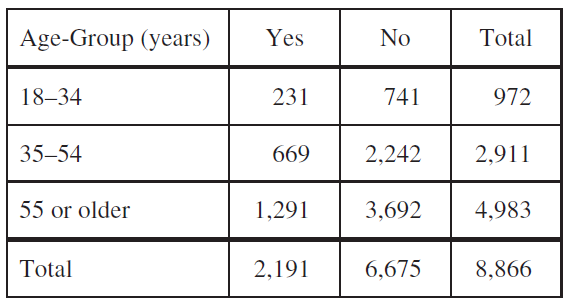 Age-Group (years) Yes No Total
18–34 231 741 972
35–54 669 2,242 2,911
55 or older 1,291 3,692 4,983
Total 2,191 6,675 8,866